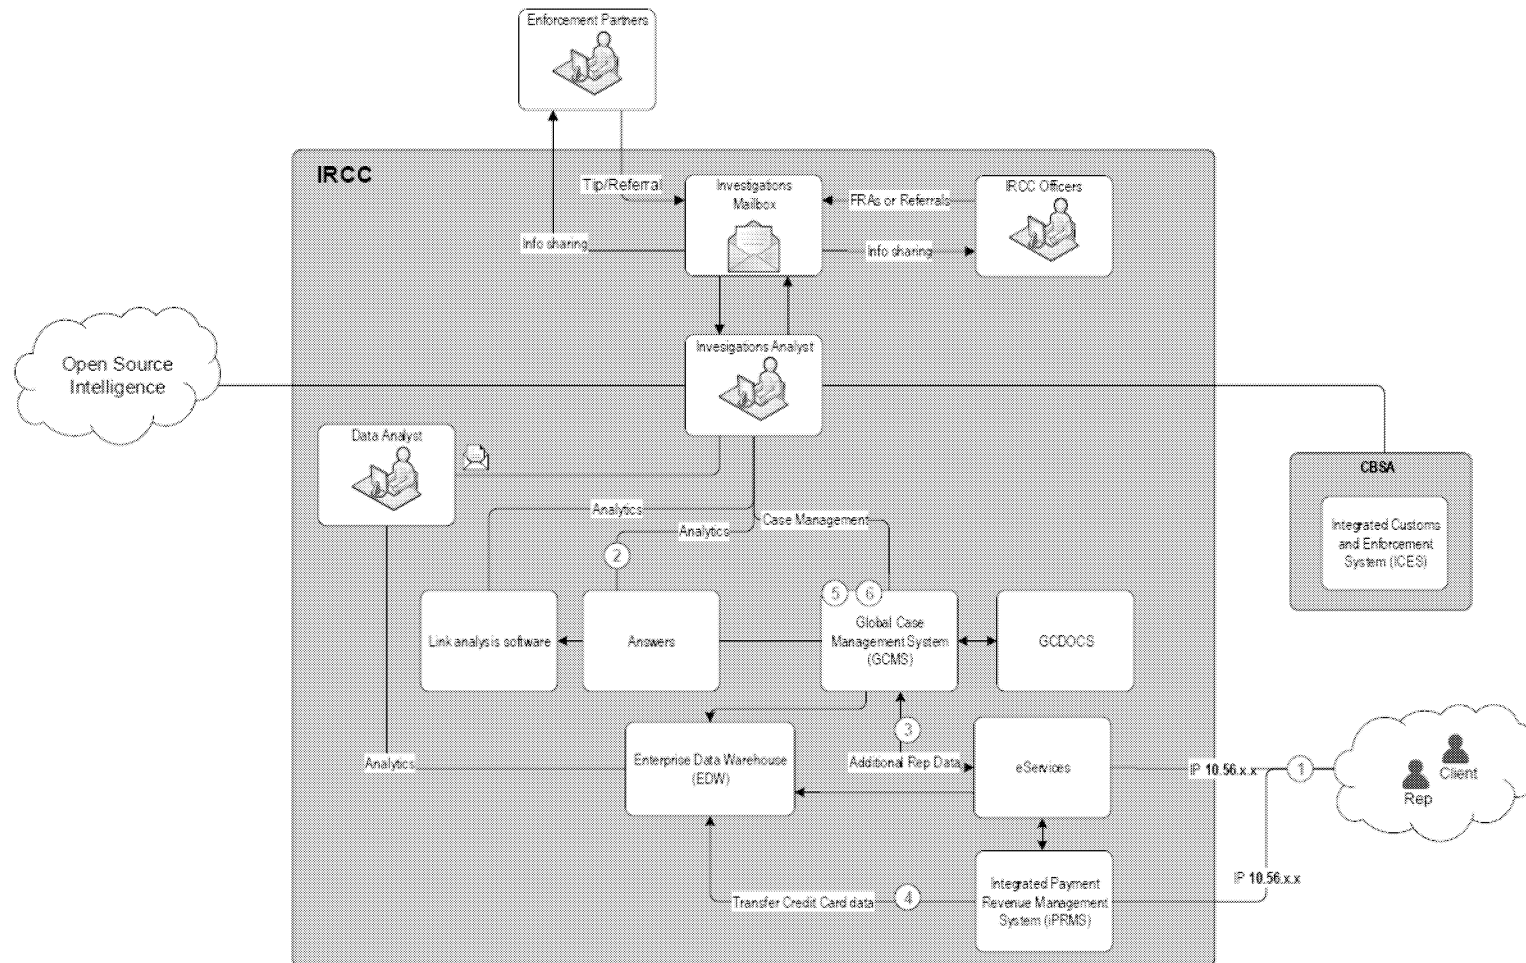 Enforcement Partners
IRCC
Tip/Referral
Investigations
Mailbox
FRAs or Referrals
IRCC Officers
Info sharing
Info sharing
Invesigations Analyst
Open Source
Intelligence
Data Analyst
CBSA
Integrated Customs
and Enforcement
System (ICES)
Analytics
Analytics
Case Management
2
5
6
Link analysis software
Answers
Global Case
Management System
(GCMS)
GCDOCS
3
Enterprise Data Warehouse
(EDW)
Analytics
Additional Rep Data
eServices
IP 10.56.x.x
1
Client
Rep
IP 10.56.x.x
Transfer Credit Card data
4
Integrated Payment
Revenue Management
System (iPRMS)